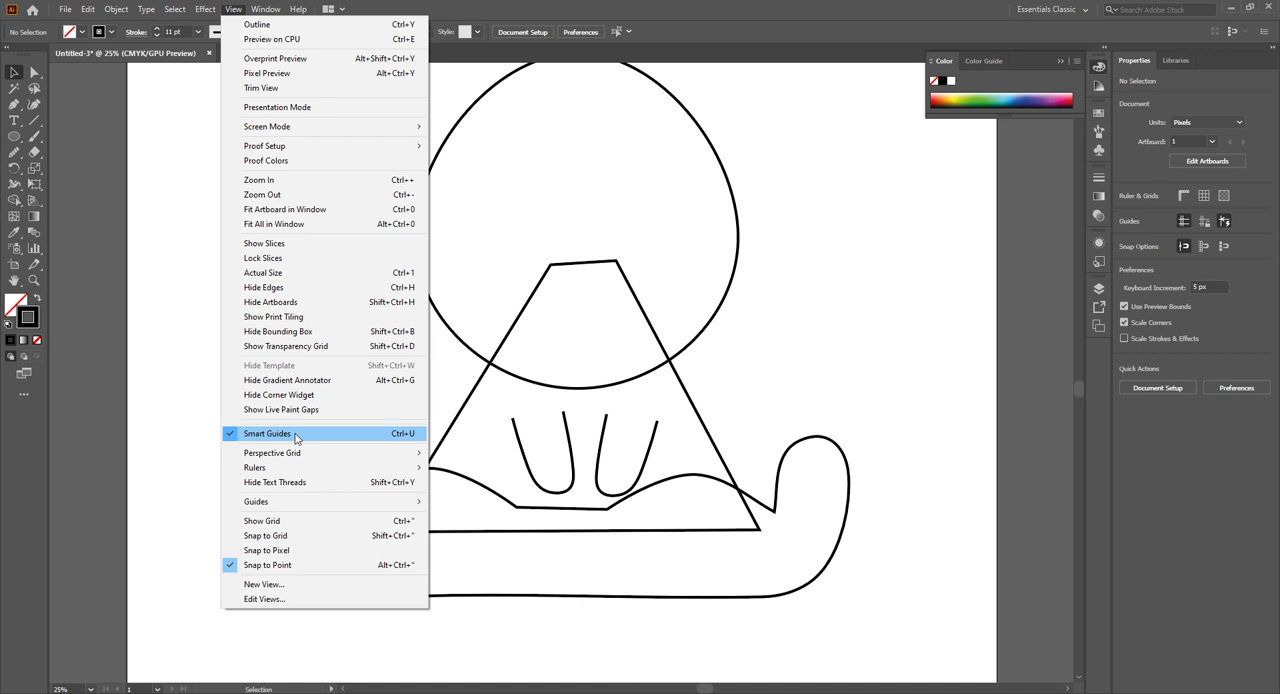 Ai File Edit Object Type Select Effect View Window Help Essentials Classic Search Adobe Stock
No Selection Stroke: 11 pt Style: Document Setup Preferences
Untitled-3* @ 25% (CMYK/GPU Preview)
Outline Ctrl+Y
Preview on CPU Ctrl+E
Overprint Preview Alt+Shift+Ctrl+Y
Pixel Preview Alt+Ctrl+Y
Trim View
Presentation Mode
Screen Mode
Proof Setup
Proof Colors
Zoom In Ctrl++
Zoom Out Ctrl+-
Fit Artboard in Window Ctrl+0
Fit All in Window Alt+Ctrl+0
Show Slices
Lock Slices
Actual Size Ctrl+1
Hide Edges Ctrl+H
Hide Artboards Shift+Ctrl+H
Show Print Tiling
Hide Bounding Box Shift+Ctrl+B
Show Transparency Grid Shift+Ctrl+D
Hide Template Shift+Ctrl+W
Hide Gradient Annotator Alt+Ctrl+G
Hide Corner Widget
Show Live Paint Gaps
Smart Guides Ctrl+U
Perspective Grid
Rulers
Hide Text Threads Shift+Ctrl+Y
Guides
Show Grid Ctrl+"
Snap to Grid Shift+Ctrl+"
Snap to Pixel
Snap to Point Alt+Ctrl+"
New View...
Edit Views...
Color Color Guide
Properties Libraries
No Selection
Document
Units: Pixels
Artboard: 1
Edit Artboards
Ruler & Grids
Guides
Snap Options
Preferences
Keyboard Increment: 5 px
Use Preview Bounds
Scale Corners
Scale Strokes & Effects
Quick Actions
Document Setup Preferences
25% 1 Selection